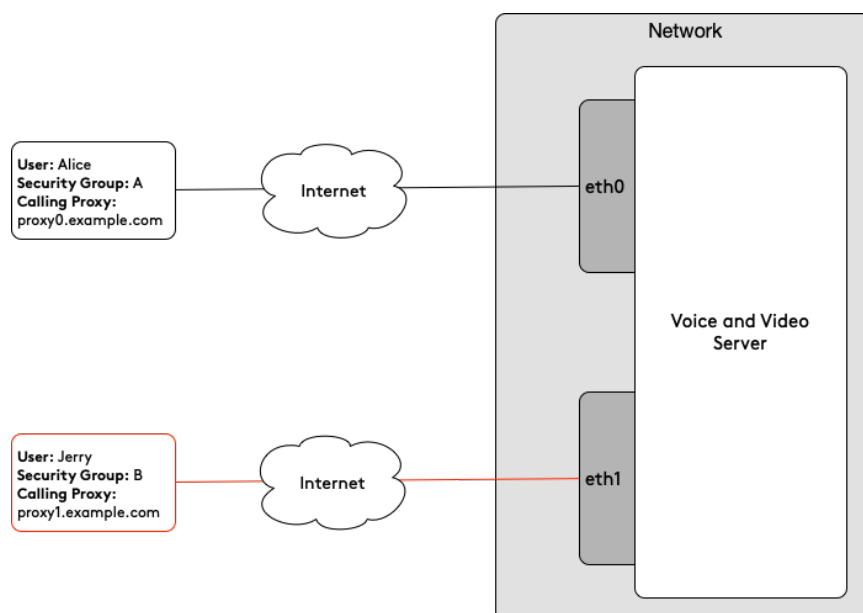 Network
User: Alice
Security Group: A
Calling Proxy:
proxy0.example.com
Internet
eth0
Voice and Video
Server
User: Jerry
Security Group: B
Calling Proxy:
proxy1.example.com
Internet
eth1